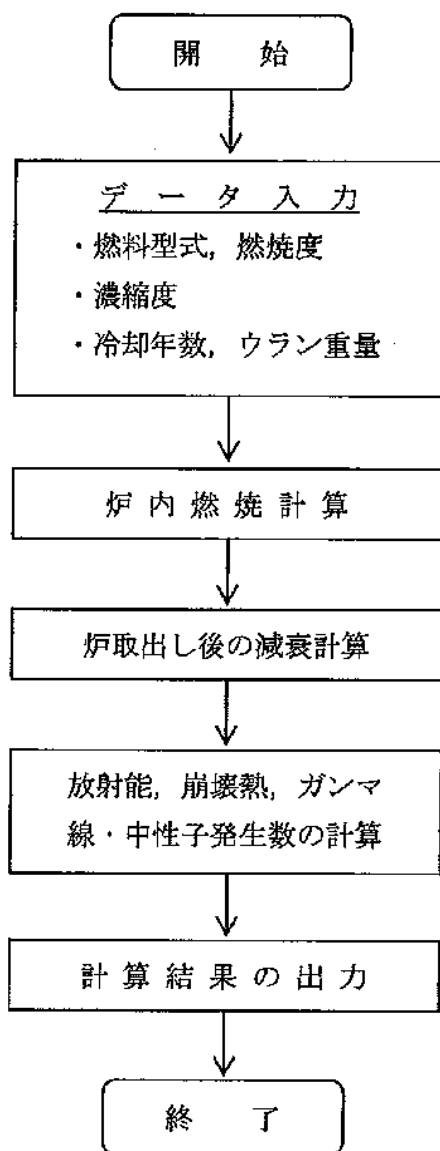 開始
データ入力
・燃料型式, 燃焼度
・濃縮度
・冷却年数, ウラン重量
炉内燃焼計算
炉取出し後の減衰計算
放射能, 崩壊熱, ガンマ
線・中性子発生数の計算
計算結果の出力
終了